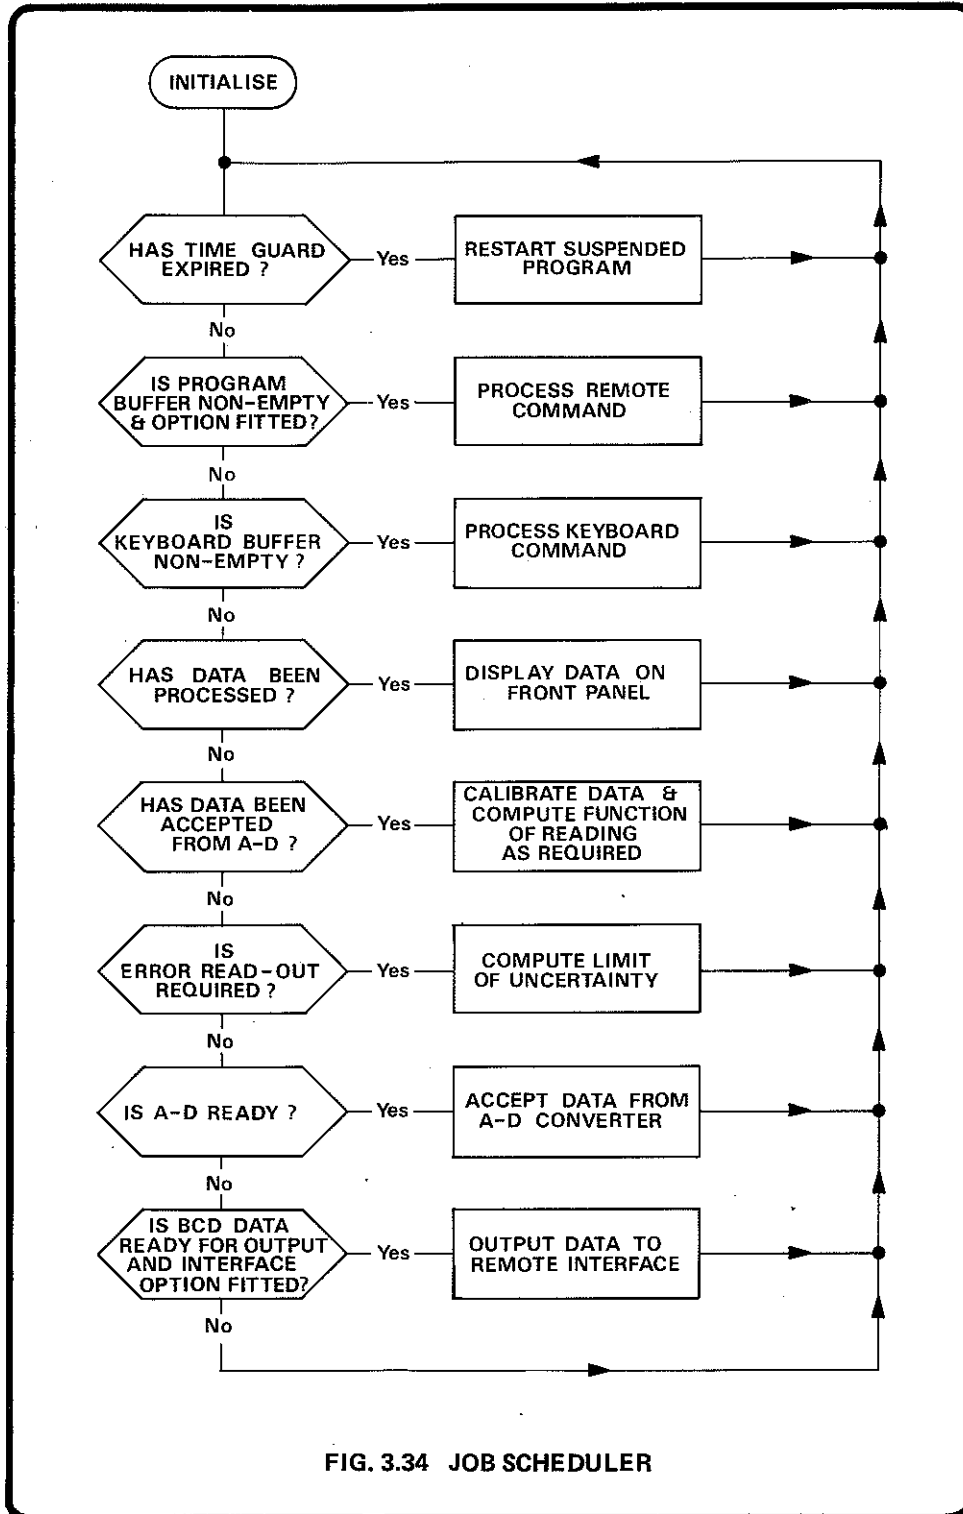 INITIALISE
HAS TIME GUARD
EXPIRED ?
Yes
RESTART SUSPENDED
PROGRAM
No
IS PROGRAM
BUFFER NON-EMPTY
& OPTION FITTED?
Yes
PROCESS REMOTE
COMMAND
No
IS
KEYBOARD BUFFER
NON-EMPTY ?
Yes
PROCESS KEYBOARD
COMMAND
No
HAS DATA BEEN
PROCESSED ?
Yes
DISPLAY DATA ON
FRONT PANEL
No
HAS DATA BEEN
ACCEPTED
FROM A-D ?
Yes
CALIBRATE DATA &
COMPUTE FUNCTION
OF READING
AS REQUIRED
No
IS
ERROR READ-OUT
REQUIRED ?
Yes
COMPUTE LIMIT
OF UNCERTAINTY
No
IS A-D READY ?
Yes
ACCEPT DATA FROM
A-D CONVERTER
No
IS BCD DATA
READY FOR OUTPUT
AND INTERFACE
OPTION FITTED?
Yes
OUTPUT DATA TO
REMOTE INTERFACE
No
FIG. 3.34 JOB SCHEDULER